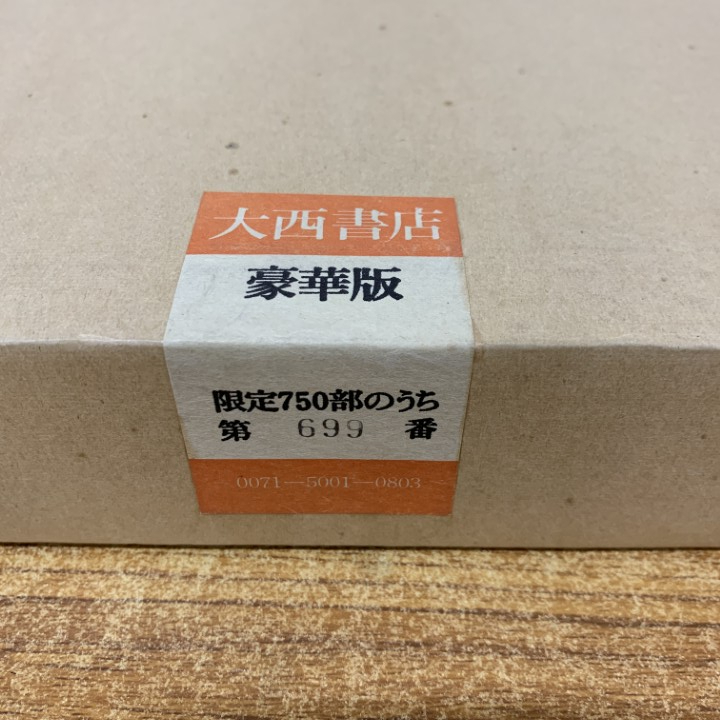 大西書店
豪華版
限定750部のうち
第 699 番
0071―5001―0803